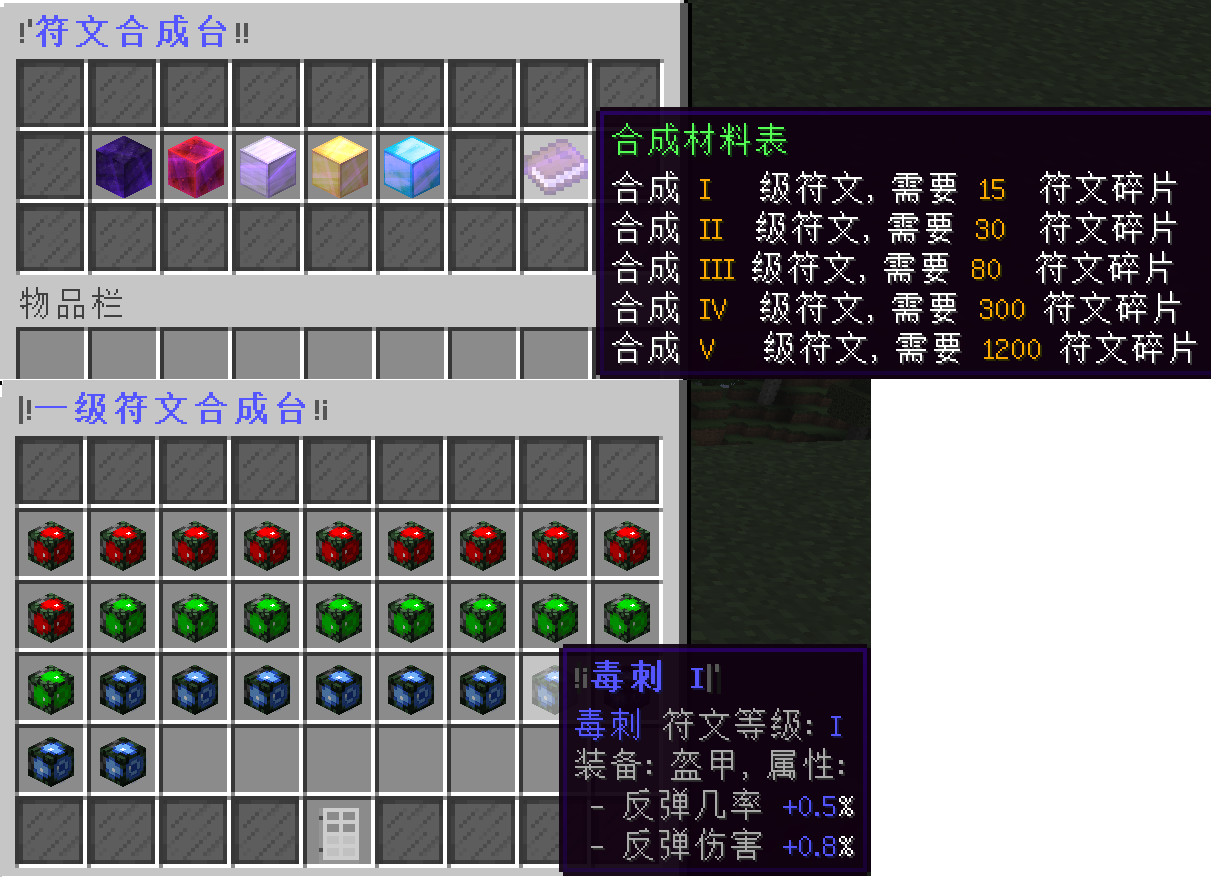 !'符文合成台!!
合成材料表
合成 I 级符文, 需要 15 符文碎片
合成 II 级符文, 需要 30 符文碎片
合成 III 级符文, 需要 80 符文碎片
合成 IV 级符文, 需要 300 符文碎片
合成 V 级符文, 需要 1200 符文碎片
物品栏
|!一级符文合成台!i
!i毒刺 I|'
毒刺 符文等级: I
装备: 盔甲, 属性:
- 反弹几率 +0.5%
- 反弹伤害 +0.8%